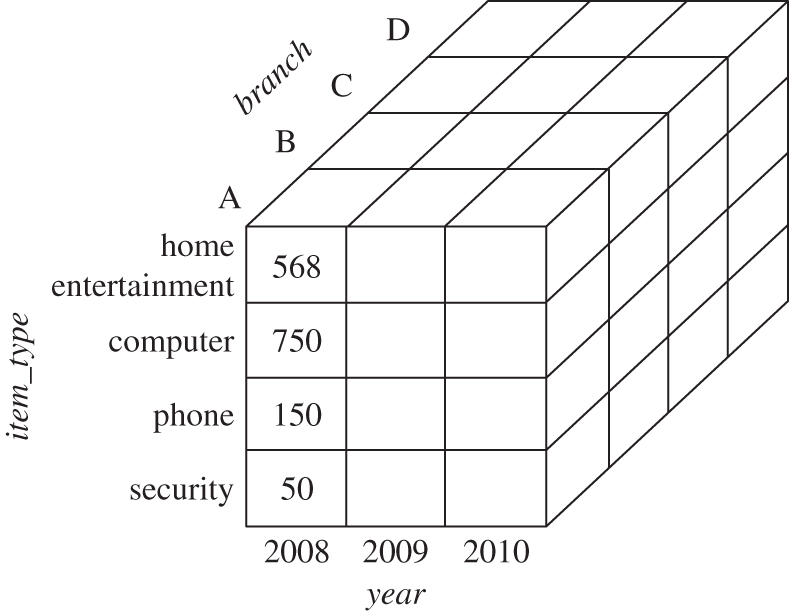 D
branch
C
B
A
home
entertainment
568
computer
750
phone
150
security
50
item_type
2008 2009 2010
year